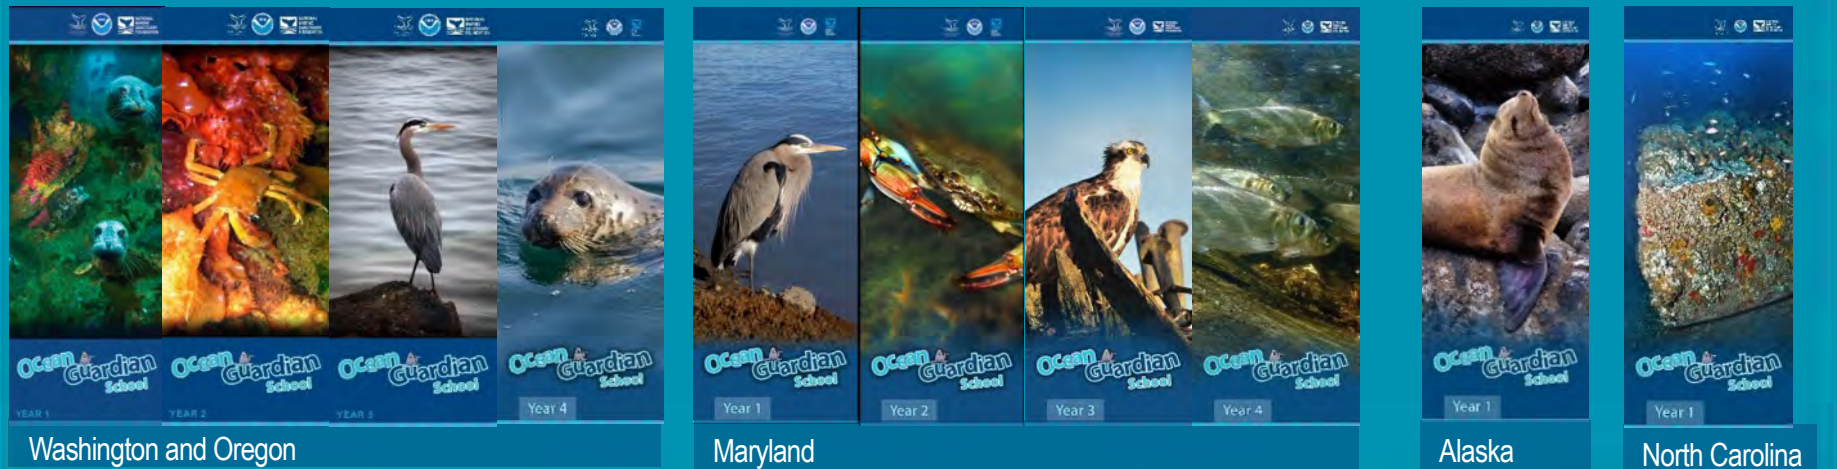 Ocean Guardian
School
YEAR 1
Ocean Guardian
School
YEAR 2
Ocean Guardian
School
YEAR 3
Ocean Guardian
School
Year 4
Washington and Oregon
Ocean Guardian
School
Year 1
Ocean Guardian
School
Year 2
Ocean Guardian
School
Year 3
Ocean Guardian
School
Year 4
Maryland
Ocean Guardian
School
Year 1
Alaska
Ocean Guardian
School
Year 1
North Carolina